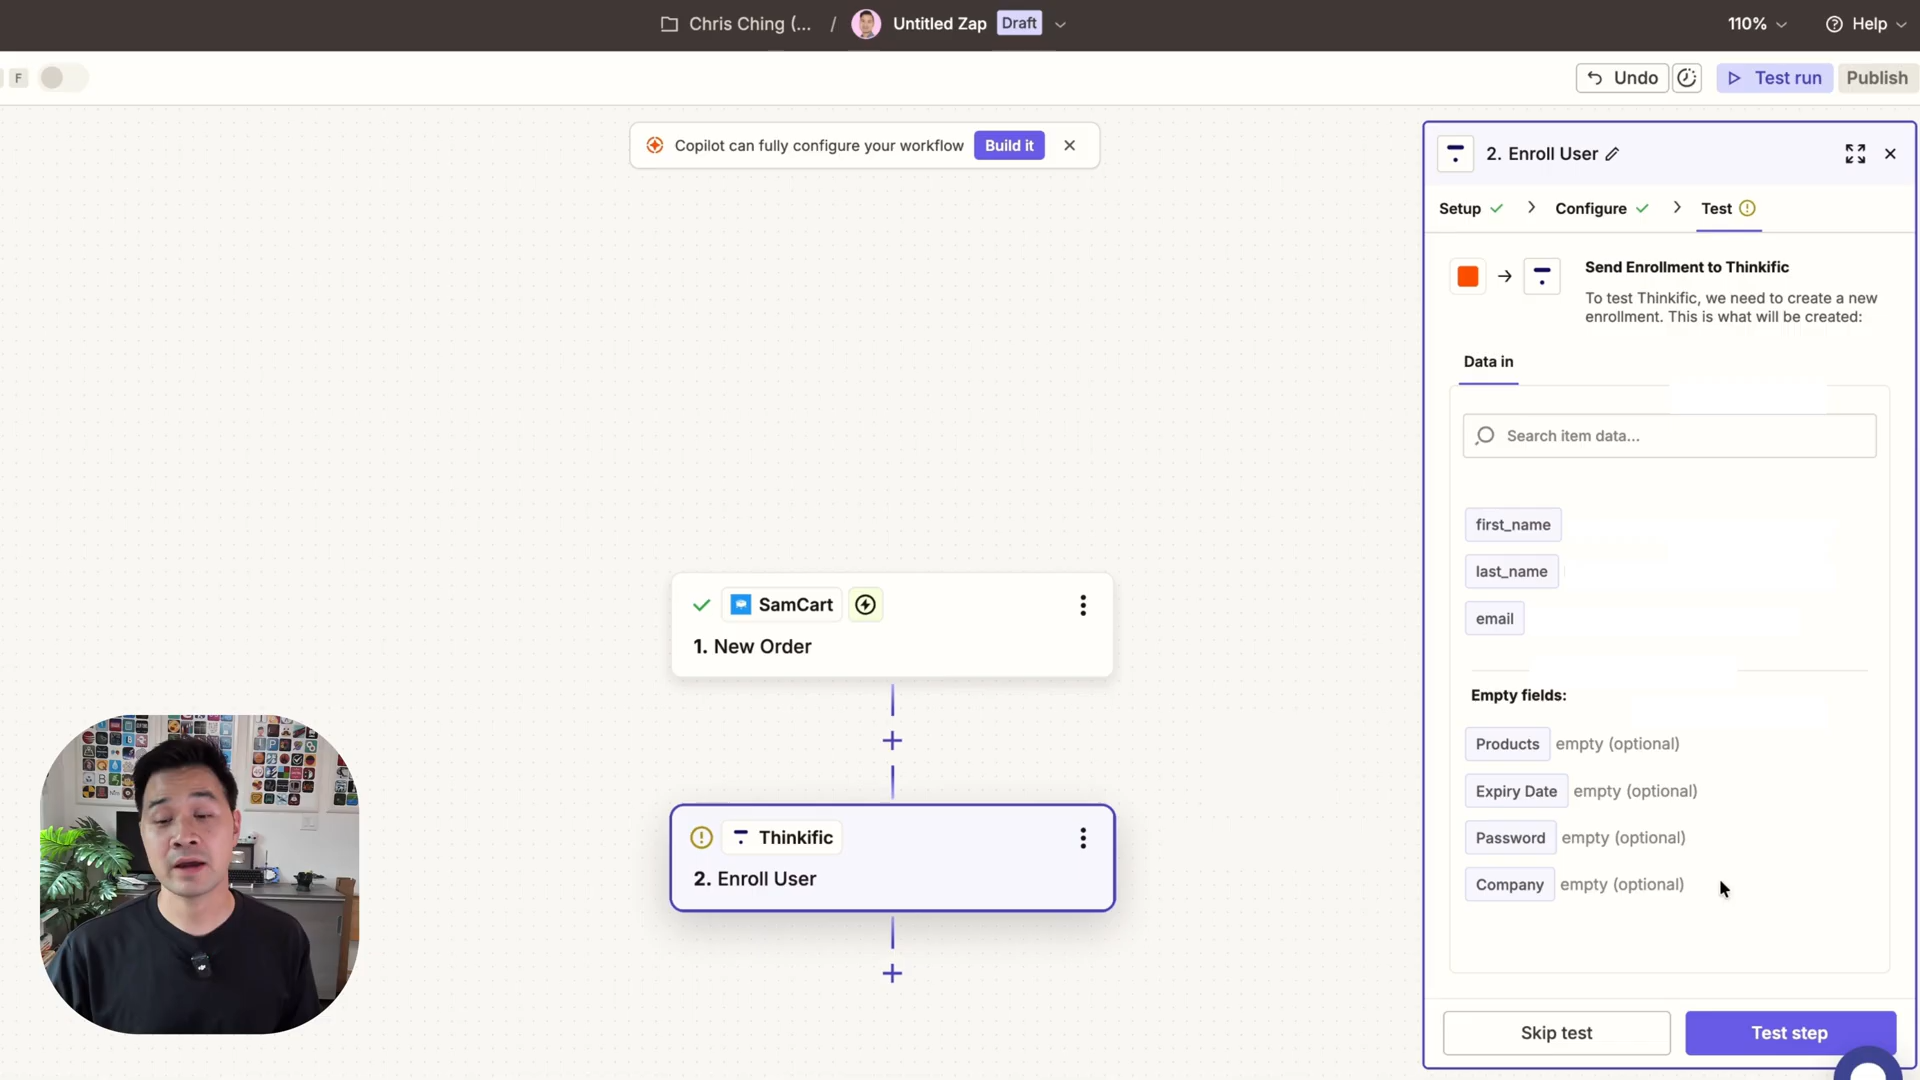 Chris Ching (... / Untitled Zap Draft
110%
Help
F
Undo
Test run
Publish
Copilot can fully configure your workflow
Build it
2. Enroll User
Setup
Configure
Test
Send Enrollment to Thinkific
To test Thinkific, we need to create a new
enrollment. This is what will be created:
Data in
Search item data...
first_name
last_name
email
Empty fields:
Products empty (optional)
Expiry Date empty (optional)
Password empty (optional)
Company empty (optional)
Skip test
Test step
SamCart
1. New Order
Thinkific
2. Enroll User